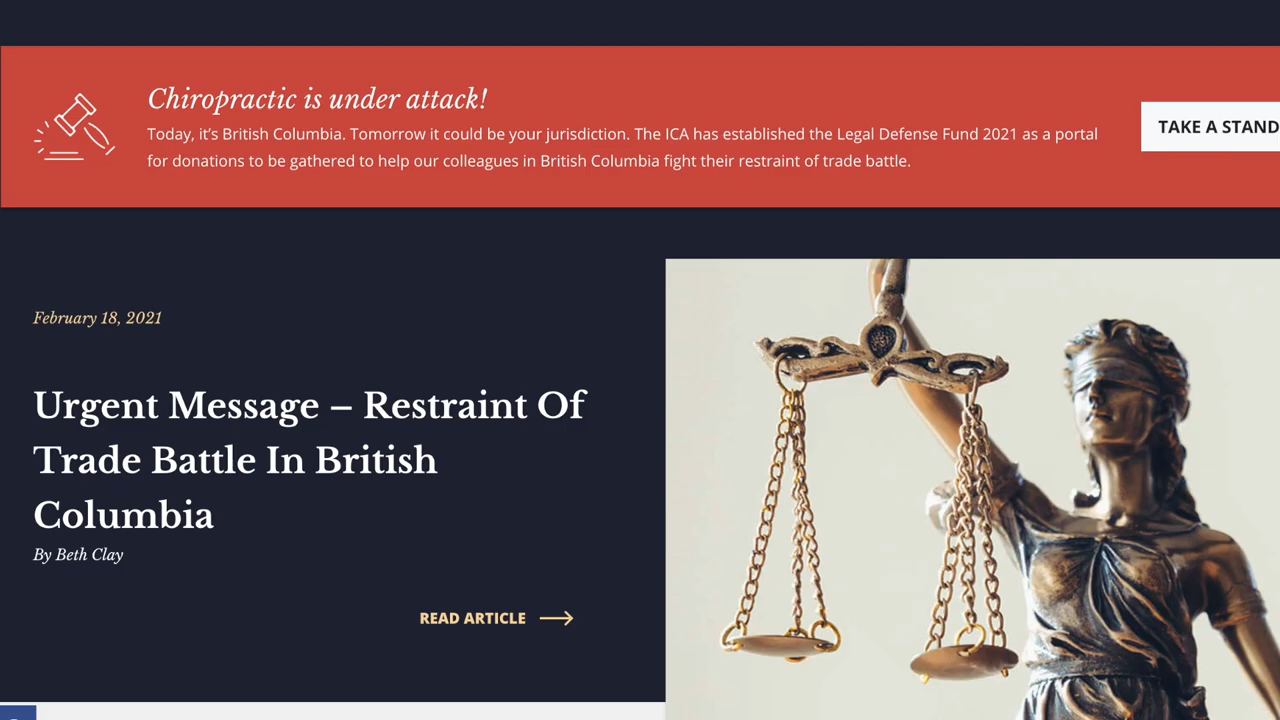 Chiropractic is under attack!
Today, it’s British Columbia. Tomorrow it could be your jurisdiction. The ICA has established the Legal Defense Fund 2021 as a portal
for donations to be gathered to help our colleagues in British Columbia fight their restraint of trade battle.
TAKE A STAND
February 18, 2021
Urgent Message – Restraint Of
Trade Battle In British
Columbia
By Beth Clay
READ ARTICLE